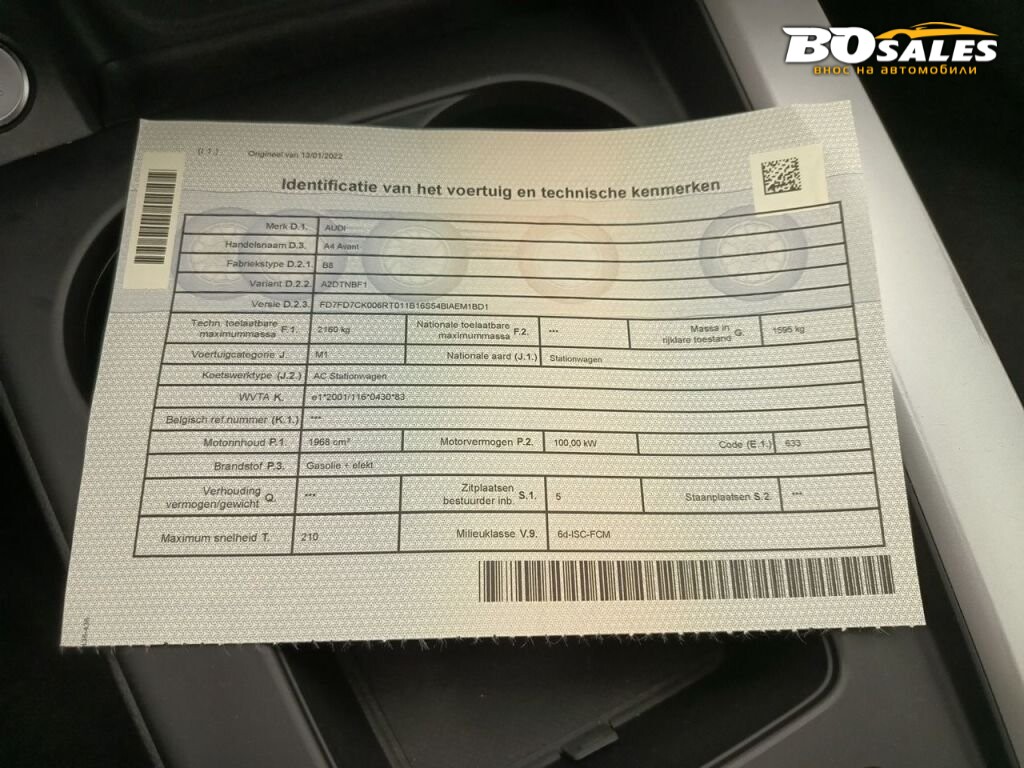 BOSALES
внос на автомобили
(J.1.) Origineel van 13/01/2022
Identificatie van het voertuig en technische kenmerken
Merk D.1. AUDI
Handelsnaam D.3. A4 Avant
Fabriekstype D.2.1. B8
Variant D.2.2. A2DTNBF1
Versie D.2.3. FD7FD7CK006RT011B16S54BIAEM1BD1
Techn. toelaatbare maximummassa F.1. 2160 kg Nationale toelaatbare maximummassa F.2. --- Massa in rijklare toestand G. 1595 kg
Voertuigcategorie J. M1 Nationale aard (J.1.) Stationwagen
Koetswerktype (J.2.) AC Stationwagen
WVTA K. e1*2001/116*0430*83
Belgisch ref.nummer (K.1.) ---
Motorinhoud P.1. 1968 cm³ Motorvermogen P.2. 100,00 kW Code (E.1.) 633
Brandstof P.3. Gasolie + elekt
Verhouding vermogen/gewicht Q. --- Zitplaatsen bestuurder inb. S.1. 5 Staanplaatsen S.2. ---
Maximum snelheid T. 210 Milieuklasse V.9. 6d-ISC-FCM